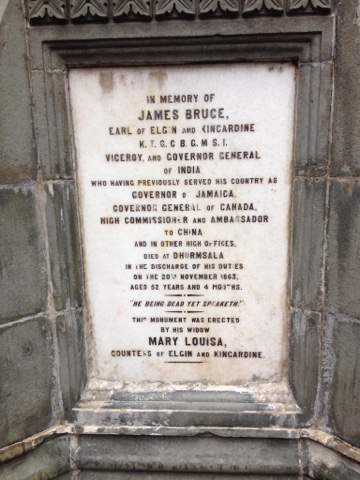 IN MEMORY OF
JAMES BRUCE,
EARL OF ELGIN AND KINCARDINE
K. T. G. C. B. G. M. S. I.
VICEROY, AND GOVERNOR GENERAL
OF INDIA
WHO HAVING PREVIOUSLY SERVED HIS COUNTRY AS
GOVERNOR OF JAMAICA,
GOVERNOR GENERAL OF CANADA,
HIGH COMMISSIONER AND AMBASSADOR
TO CHINA
AND IN OTHER HIGH OFFICES,
DIED AT DHURMSALA
IN THE DISCHARGE OF HIS DUTIES
ON THE 20TH NOVEMBER 1863,
AGED 52 YEARS AND 4 MONTHS.
"HE BEING DEAD YET SPEAKETH."
THIS MONUMENT WAS ERECTED
BY HIS WIDOW
MARY LOUISA,
COUNTESS OF ELGIN AND KINCARDINE.